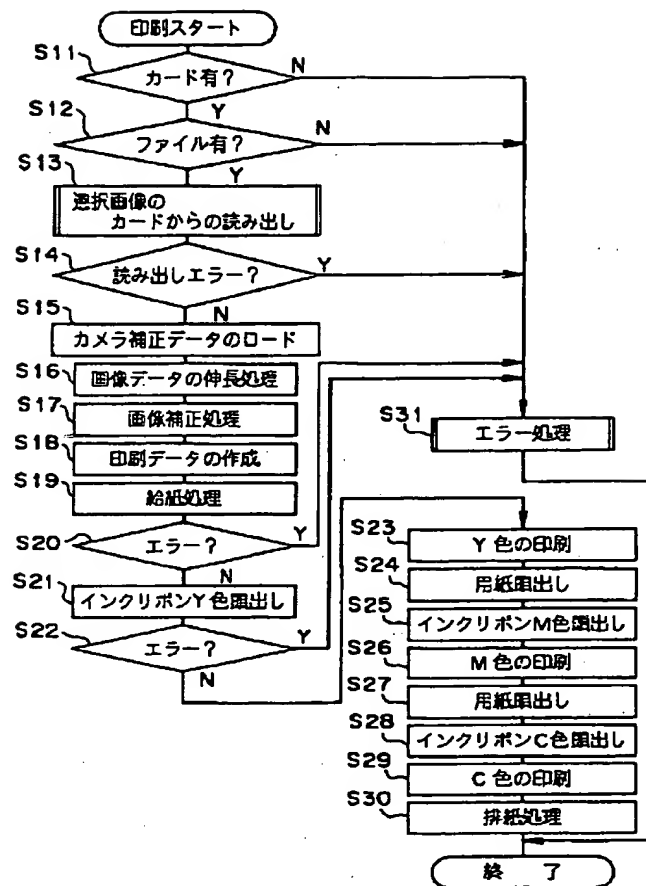 印刷スタート
S11
カード有?
N
Y
S12
ファイル有?
N
Y
S13
選択画像の
カードからの読み出し
S14
読み出しエラー?
Y
N
S15
カメラ補正データのロード
S16
画像データの伸長処理
S17
画像補正処理
S18
印刷データの作成
S19
給紙処理
S20
エラー?
Y
N
S21
インクリボンY色頭出し
S22
エラー?
Y
N
S31
エラー処理
S23
Y色の印刷
S24
用紙頭出し
S25
インクリボンM色頭出し
S26
M色の印刷
S27
用紙頭出し
S28
インクリボンC色頭出し
S29
C色の印刷
S30
排紙処理
終 了